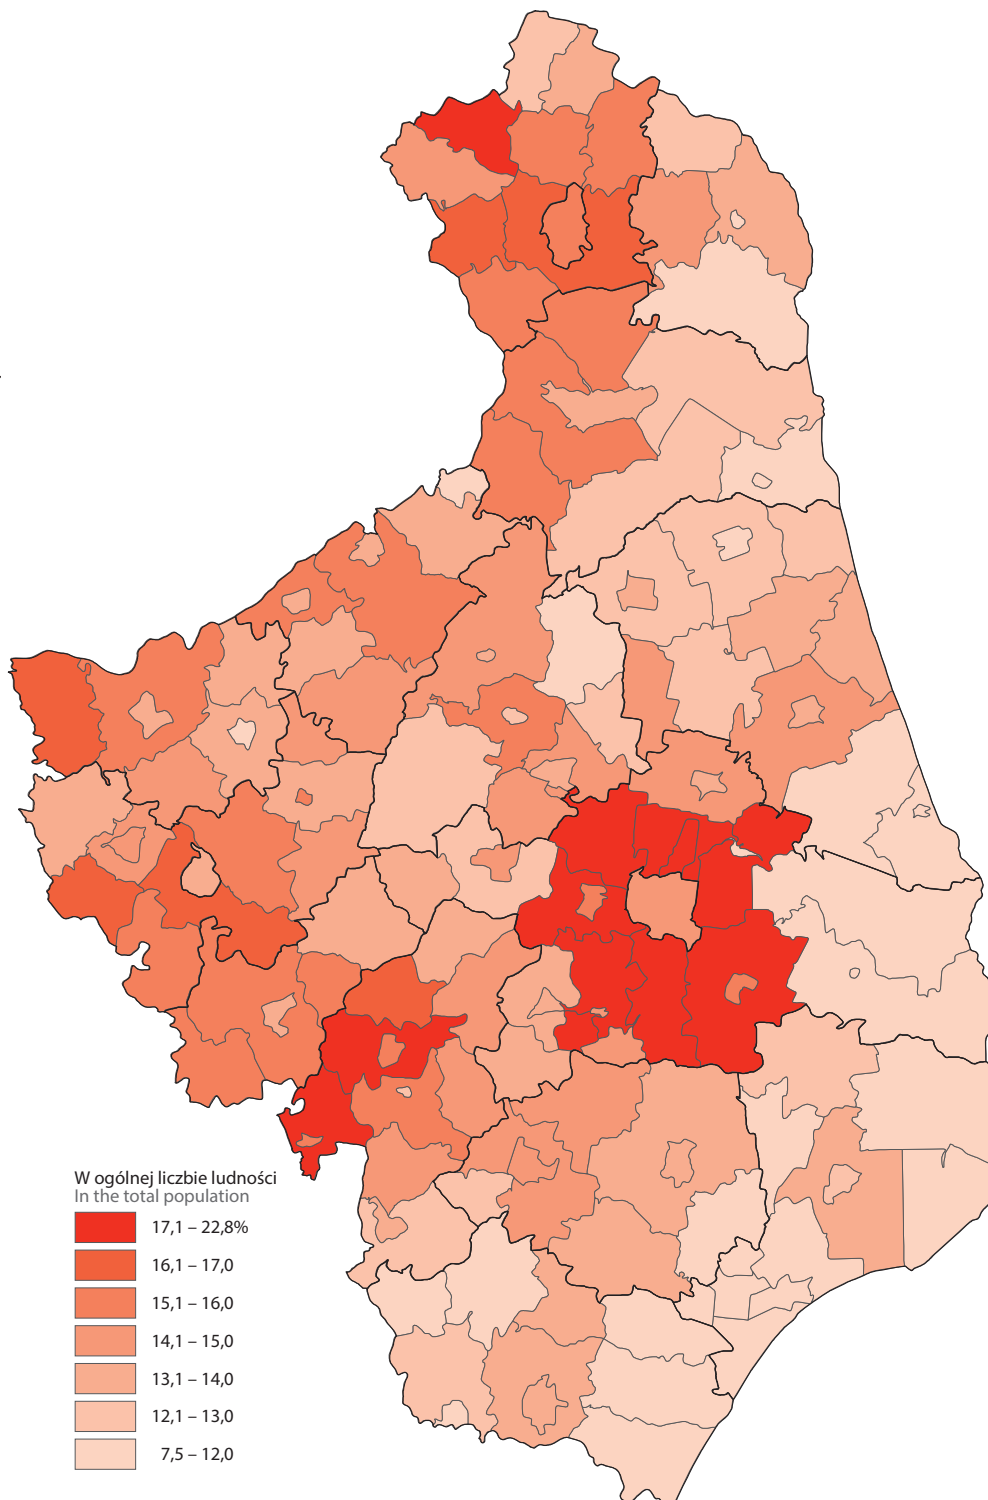 W ogólnej liczbie ludności
In the total population
17,1 – 22,8%
16,1 – 17,0
15,1 – 16,0
14,1 – 15,0
13,1 – 14,0
12,1 – 13,0
7,5 – 12,0